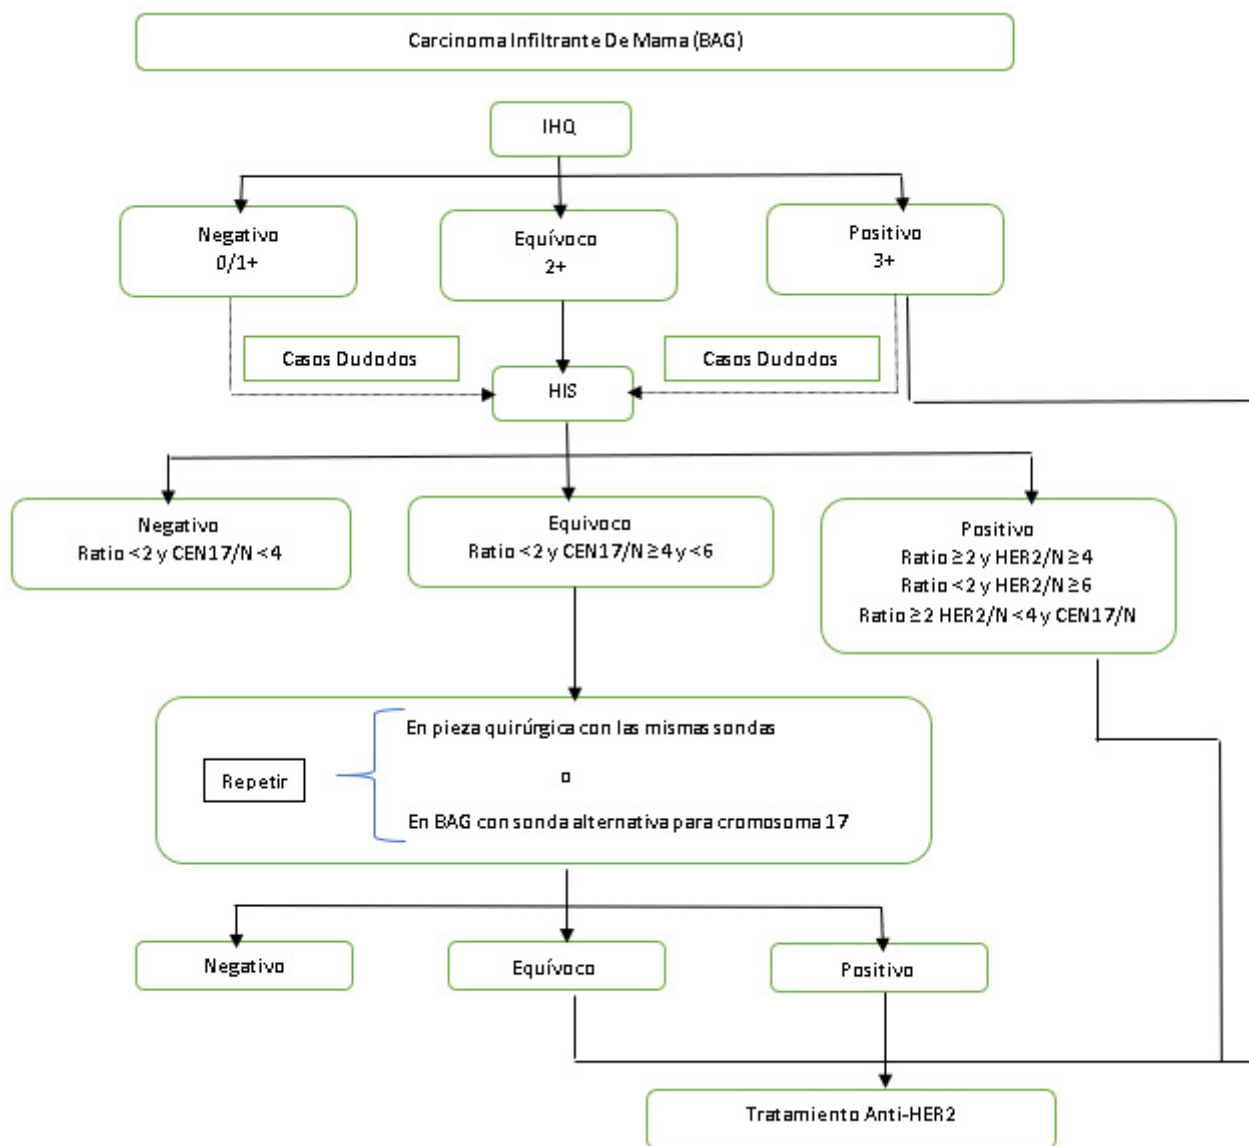 Carcinoma Infiltrante De Mama (BAG)
IHQ
Negativo
0/1+
Equívoco
2+
Positivo
3+
Casos Dudodos
Casos Dudodos
HIS
Negativo
Ratio <2 y CEN17/N <4
Equivoco
Ratio <2 y CEN17/N ≥4 y <6
Positivo
Ratio ≥2 y HER2/N ≥4
Ratio <2 y HER2/N ≥6
Ratio ≥2 HER2/N <4 y CEN17/N
En pieza quirúrgica con las mismas sondas
Repetir
o
En BAG con sonda alternativa para cromosoma 17
Negativo
Equívoco
Positivo
Tratamiento Anti-HER2